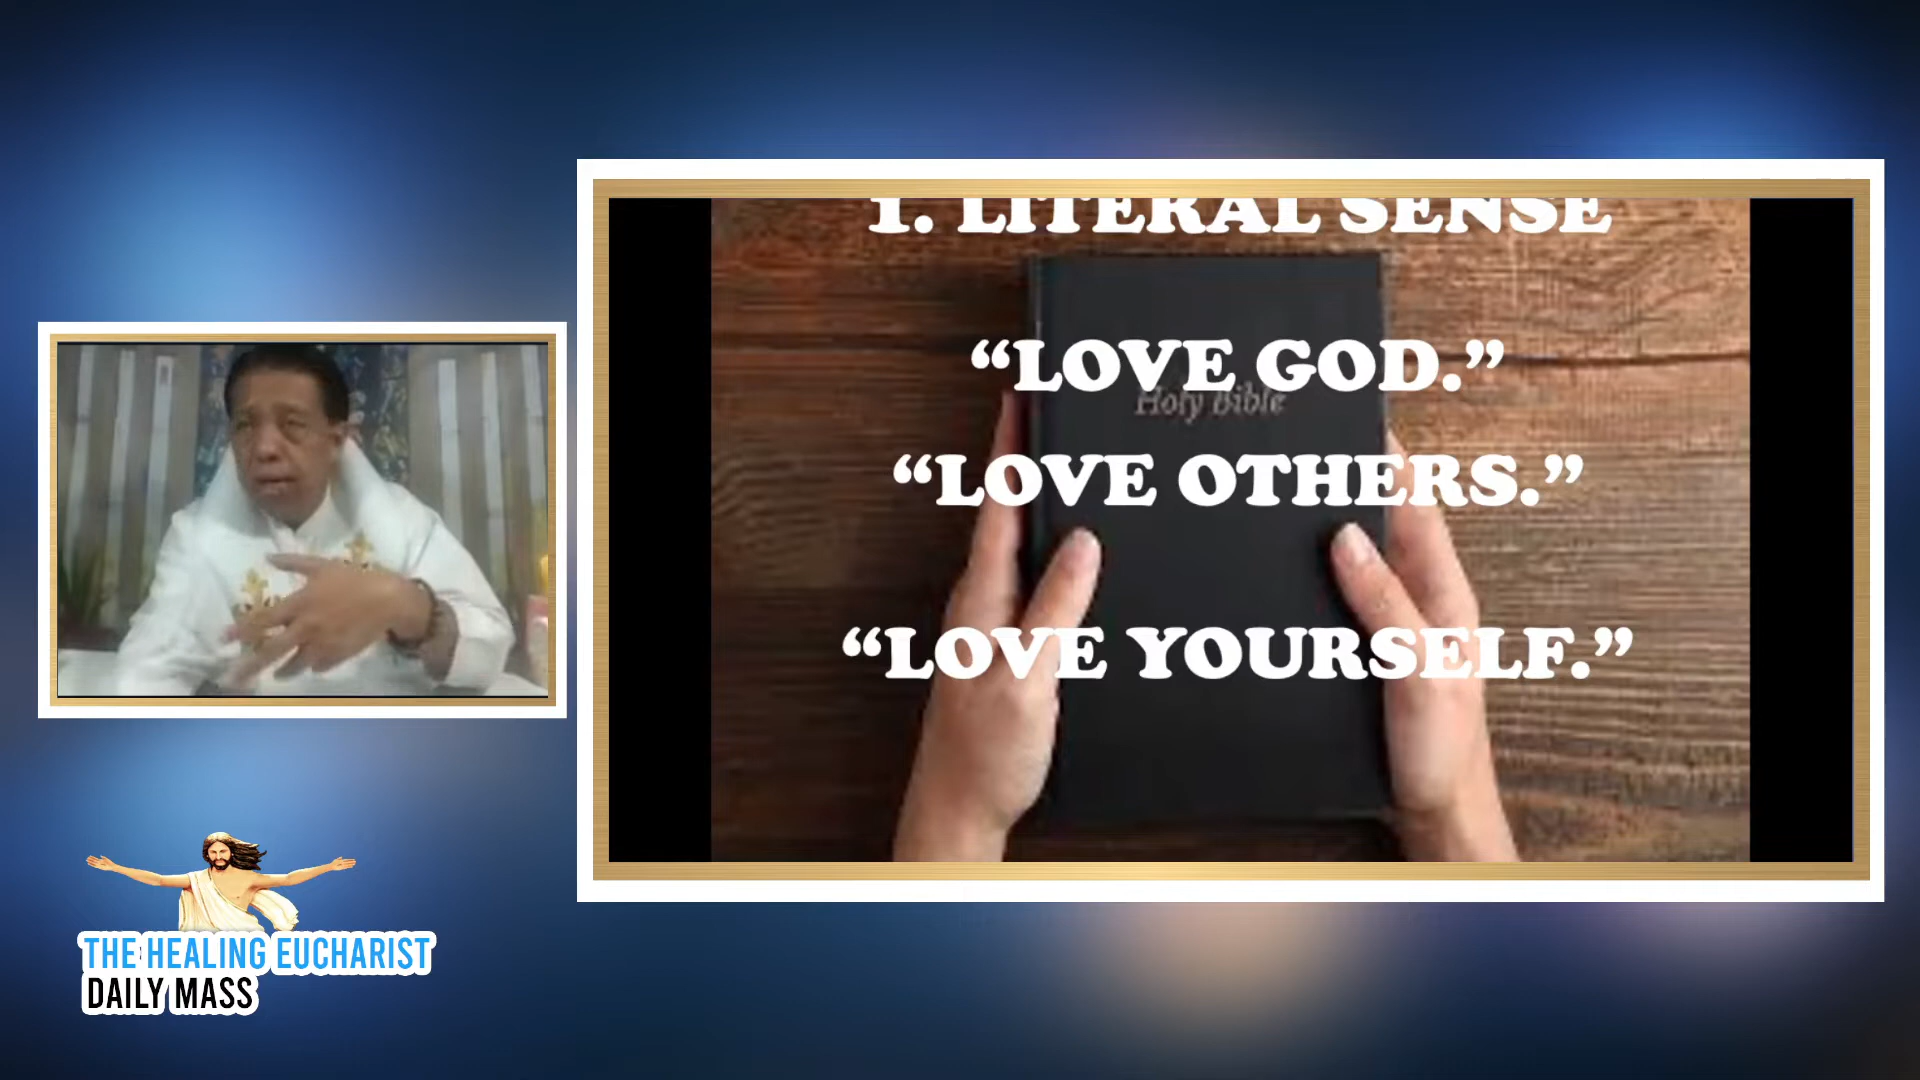 1. LITERAL SENSE
“LOVE GOD.”
Holy Bible
“LOVE OTHERS.”
“LOVE YOURSELF.”
THE HEALING EUCHARIST
DAILY MASS